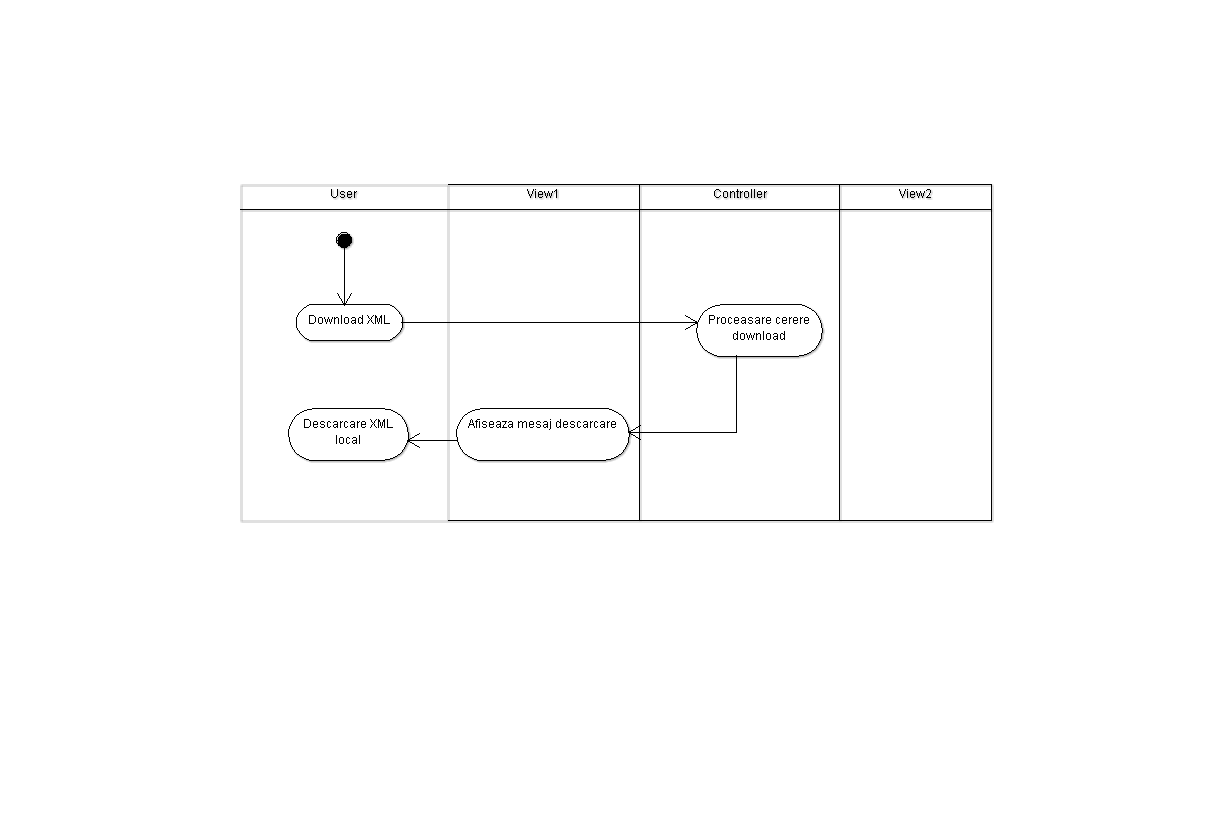 User
View1
Controller
View2
Download XML
Proceasare cerere
download
Descarcare XML
local
Afiseaza mesaj descarcare